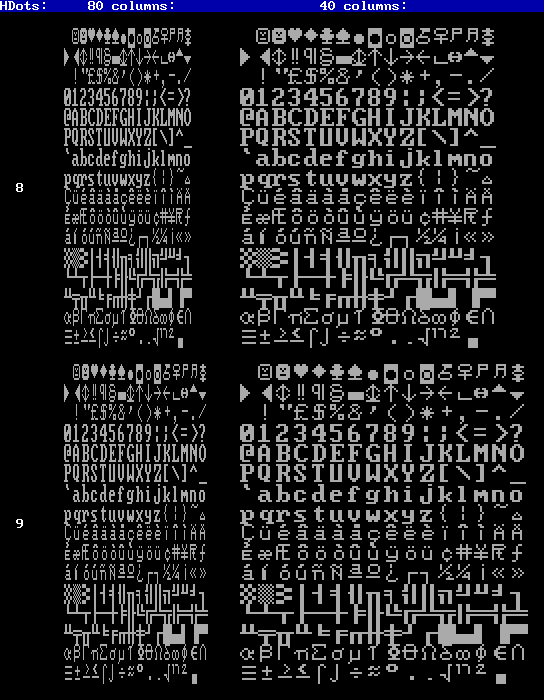 HDots: 80 columns: 40 columns:
☺☻♥♦♣♠•◘○◙♂♀♪♫☼ ☺☻♥♦♣♠•◘○◙♂♀♪♫☼
►◄↕‼¶§▬↨↑↓→←∟↔▲▼ ►◄↕‼¶§▬↨↑↓→←∟↔▲▼
!"£$%&'()*+,-./ !"£$%&'()*+,-./
0123456789:;<=>? 0123456789:;<=>?
@ABCDEFGHIJKLMNO @ABCDEFGHIJKLMNO
PQRSTUVWXYZ[\]^_ PQRSTUVWXYZ[\]^_
`abcdefghijklmno `abcdefghijklmno
8
pqrstuvwxyz{¦}~⌂ pqrstuvwxyz{¦}~⌂
ÇüéâäàåçêëèïîìÄÅ ÇüéâäàåçêëèïîìÄÅ
ÉæÆôöòûùÿÖÜ¢#¥₧ƒ ÉæÆôöòûùÿÖÜ¢#¥₧ƒ
áíóúñÑªº¿⌐¬½¼¡«» áíóúñÑªº¿⌐¬½¼¡«»
░▒▓│┤╡╢╖╕╣║╗╝╜╛┐ ░▒▓│┤╡╢╖╕╣║╗╝╜╛┐
└┴┬├─┼╞╟╚╔╩╦╠═╬╧ └┴┬├─┼╞╟╚╔╩╦╠═╬╧
╨╤╥╙╘╒╓╫╪┘┌█▄▌▐▀ ╨╤╥╙╘╒╓╫╪┘┌█▄▌▐▀
αßΓπΣσµτΦΘΩδ∞φε∩ αßΓπΣσµτΦΘΩδ∞φε∩
≡±≥≤⌠⌡÷≈°∙·√ⁿ²■ ≡±≥≤⌠⌡÷≈°∙·√ⁿ²■
☺☻♥♦♣♠•◘○◙♂♀♪♫☼ ☺☻♥♦♣♠•◘○◙♂♀♪♫☼
►◄↕‼¶§▬↨↑↓→←∟↔▲▼ ►◄↕‼¶§▬↨↑↓→←∟↔▲▼
!"£$%&'()*+,-./ !"£$%&'()*+,-./
0123456789:;<=>? 0123456789:;<=>?
@ABCDEFGHIJKLMNO @ABCDEFGHIJKLMNO
PQRSTUVWXYZ[\]^_ PQRSTUVWXYZ[\]^_
`abcdefghijklmno `abcdefghijklmno
pqrstuvwxyz{¦}~⌂ pqrstuvwxyz{¦}~⌂
9
ÇüéâäàåçêëèïîìÄÅ ÇüéâäàåçêëèïîìÄÅ
ÉæÆôöòûùÿÖÜ¢#¥₧ƒ ÉæÆôöòûùÿÖÜ¢#¥₧ƒ
áíóúñÑªº¿⌐¬½¼¡«» áíóúñÑªº¿⌐¬½¼¡«»
░▒▓│┤╡╢╖╕╣║╗╝╜╛┐ ░▒▓│┤╡╢╖╕╣║╗╝╜╛┐
└┴┬├─┼╞╟╚╔╩╦╠═╬╧ └┴┬├─┼╞╟╚╔╩╦╠═╬╧
╨╤╥╙╘╒╓╫╪┘┌█▄▌▐▀ ╨╤╥╙╘╒╓╫╪┘┌█▄▌▐▀
αßΓπΣσµτΦΘΩδ∞φε∩ αßΓπΣσµτΦΘΩδ∞φε∩
≡±≥≤⌠⌡÷≈°∙·√ⁿ²■ ≡±≥≤⌠⌡÷≈°∙·√ⁿ²■